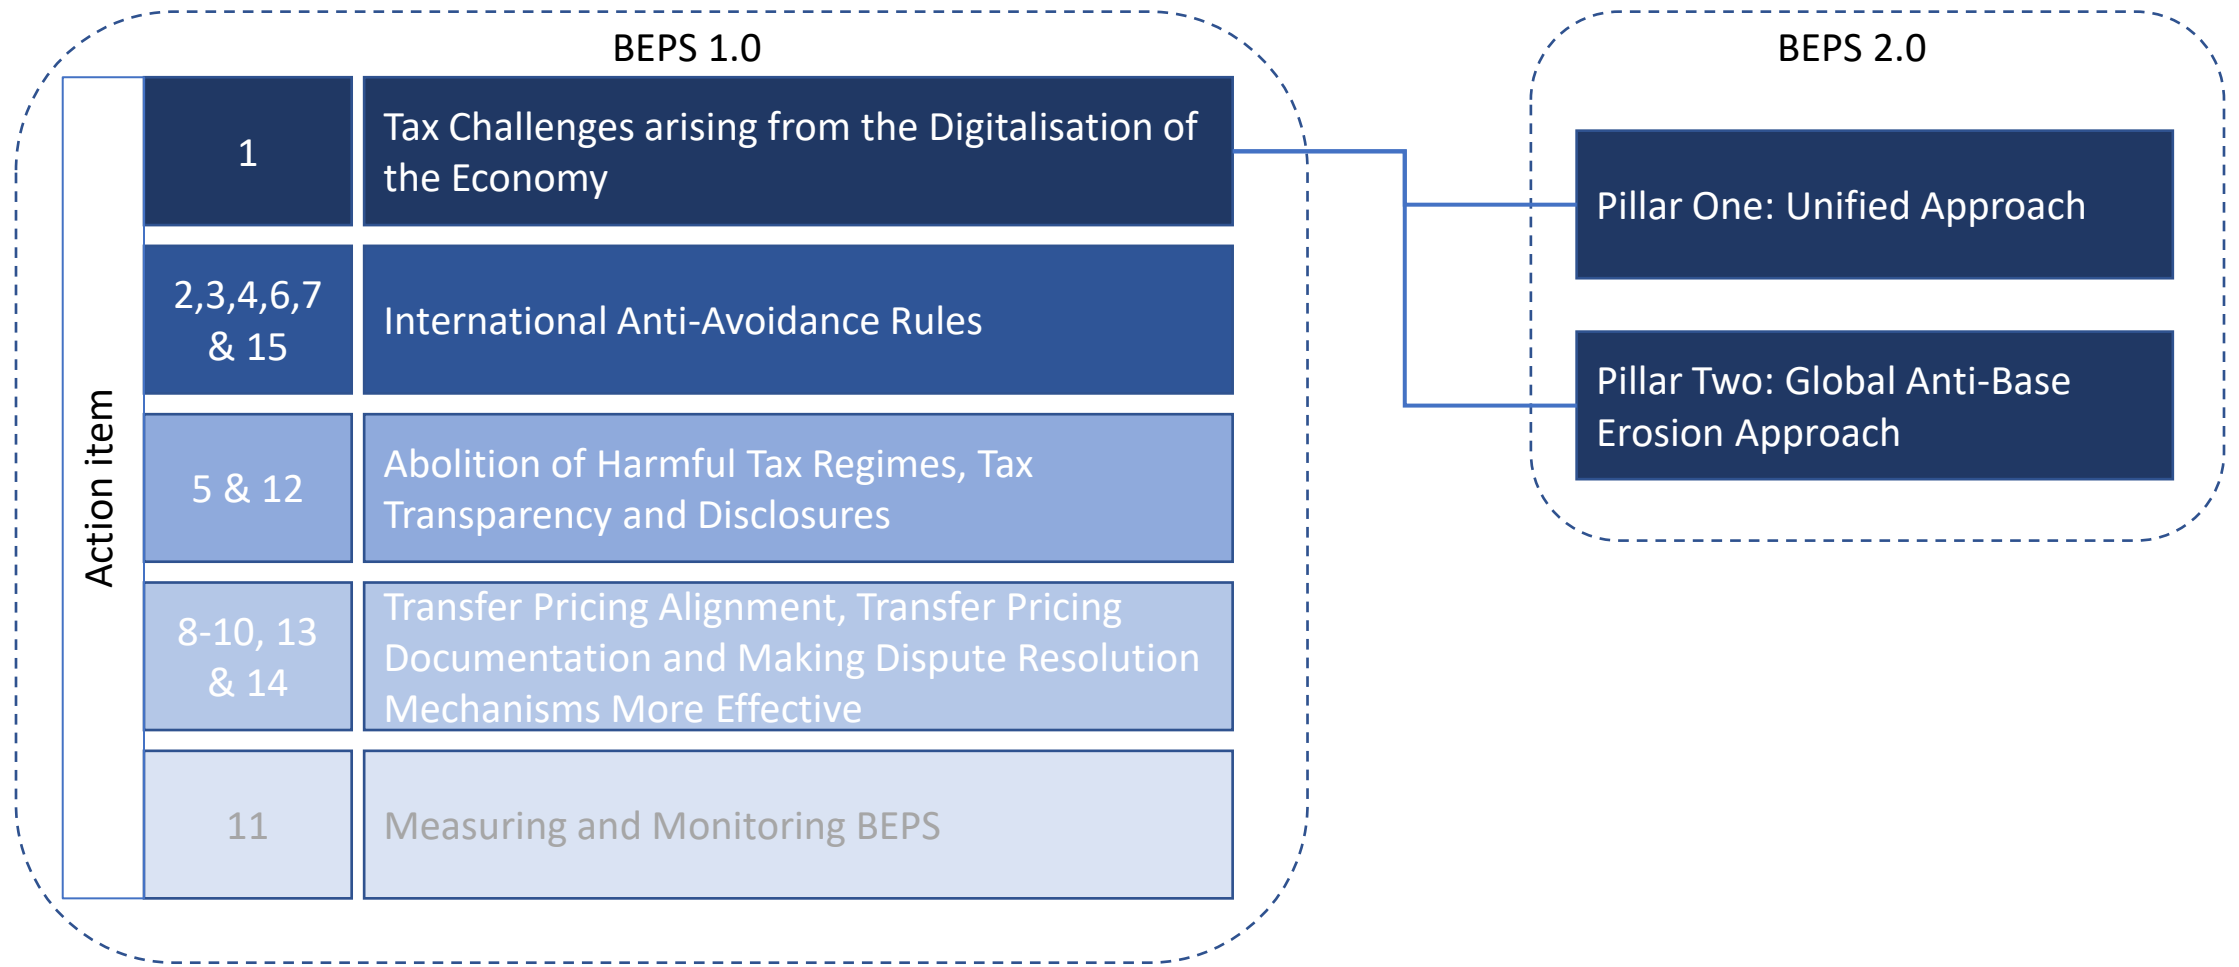 BEPS 1.0
Action item
1
Tax Challenges arising from the Digitalisation of
the Economy
2,3,4,6,7
& 15
International Anti-Avoidance Rules
5 & 12
Abolition of Harmful Tax Regimes, Tax
Transparency and Disclosures
8-10, 13
& 14
Transfer Pricing Alignment, Transfer Pricing
Documentation and Making Dispute Resolution
Mechanisms More Effective
11
Measuring and Monitoring BEPS
BEPS 2.0
Pillar One: Unified Approach
Pillar Two: Global Anti-Base
Erosion Approach